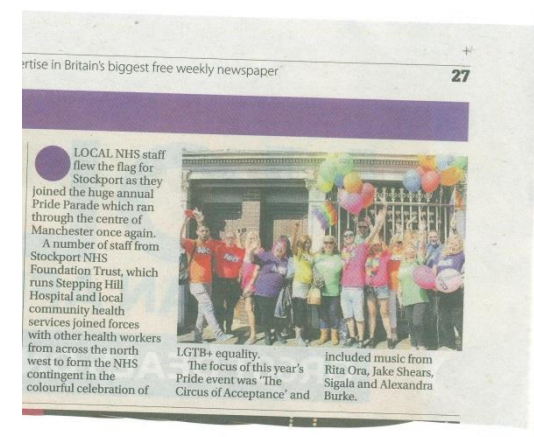 ertise in Britain's biggest free weekly newspaper
27
LOCAL NHS staff
flew the flag for
Stockport as they
joined the huge annual
Pride Parade which ran
through the centre of
Manchester once again.
A number of staff from
Stockport NHS
Foundation Trust, which
runs Stepping Hill
Hospital and local
community health
services joined forces
with other health workers
from across the north
west to form the NHS
contingent in the
colourful celebration of
LGTB+ equality.
The focus of this year's
Pride event was 'The
Circus of Acceptance' and
included music from
Rita Ora, Jake Shears,
Sigala and Alexandra
Burke.